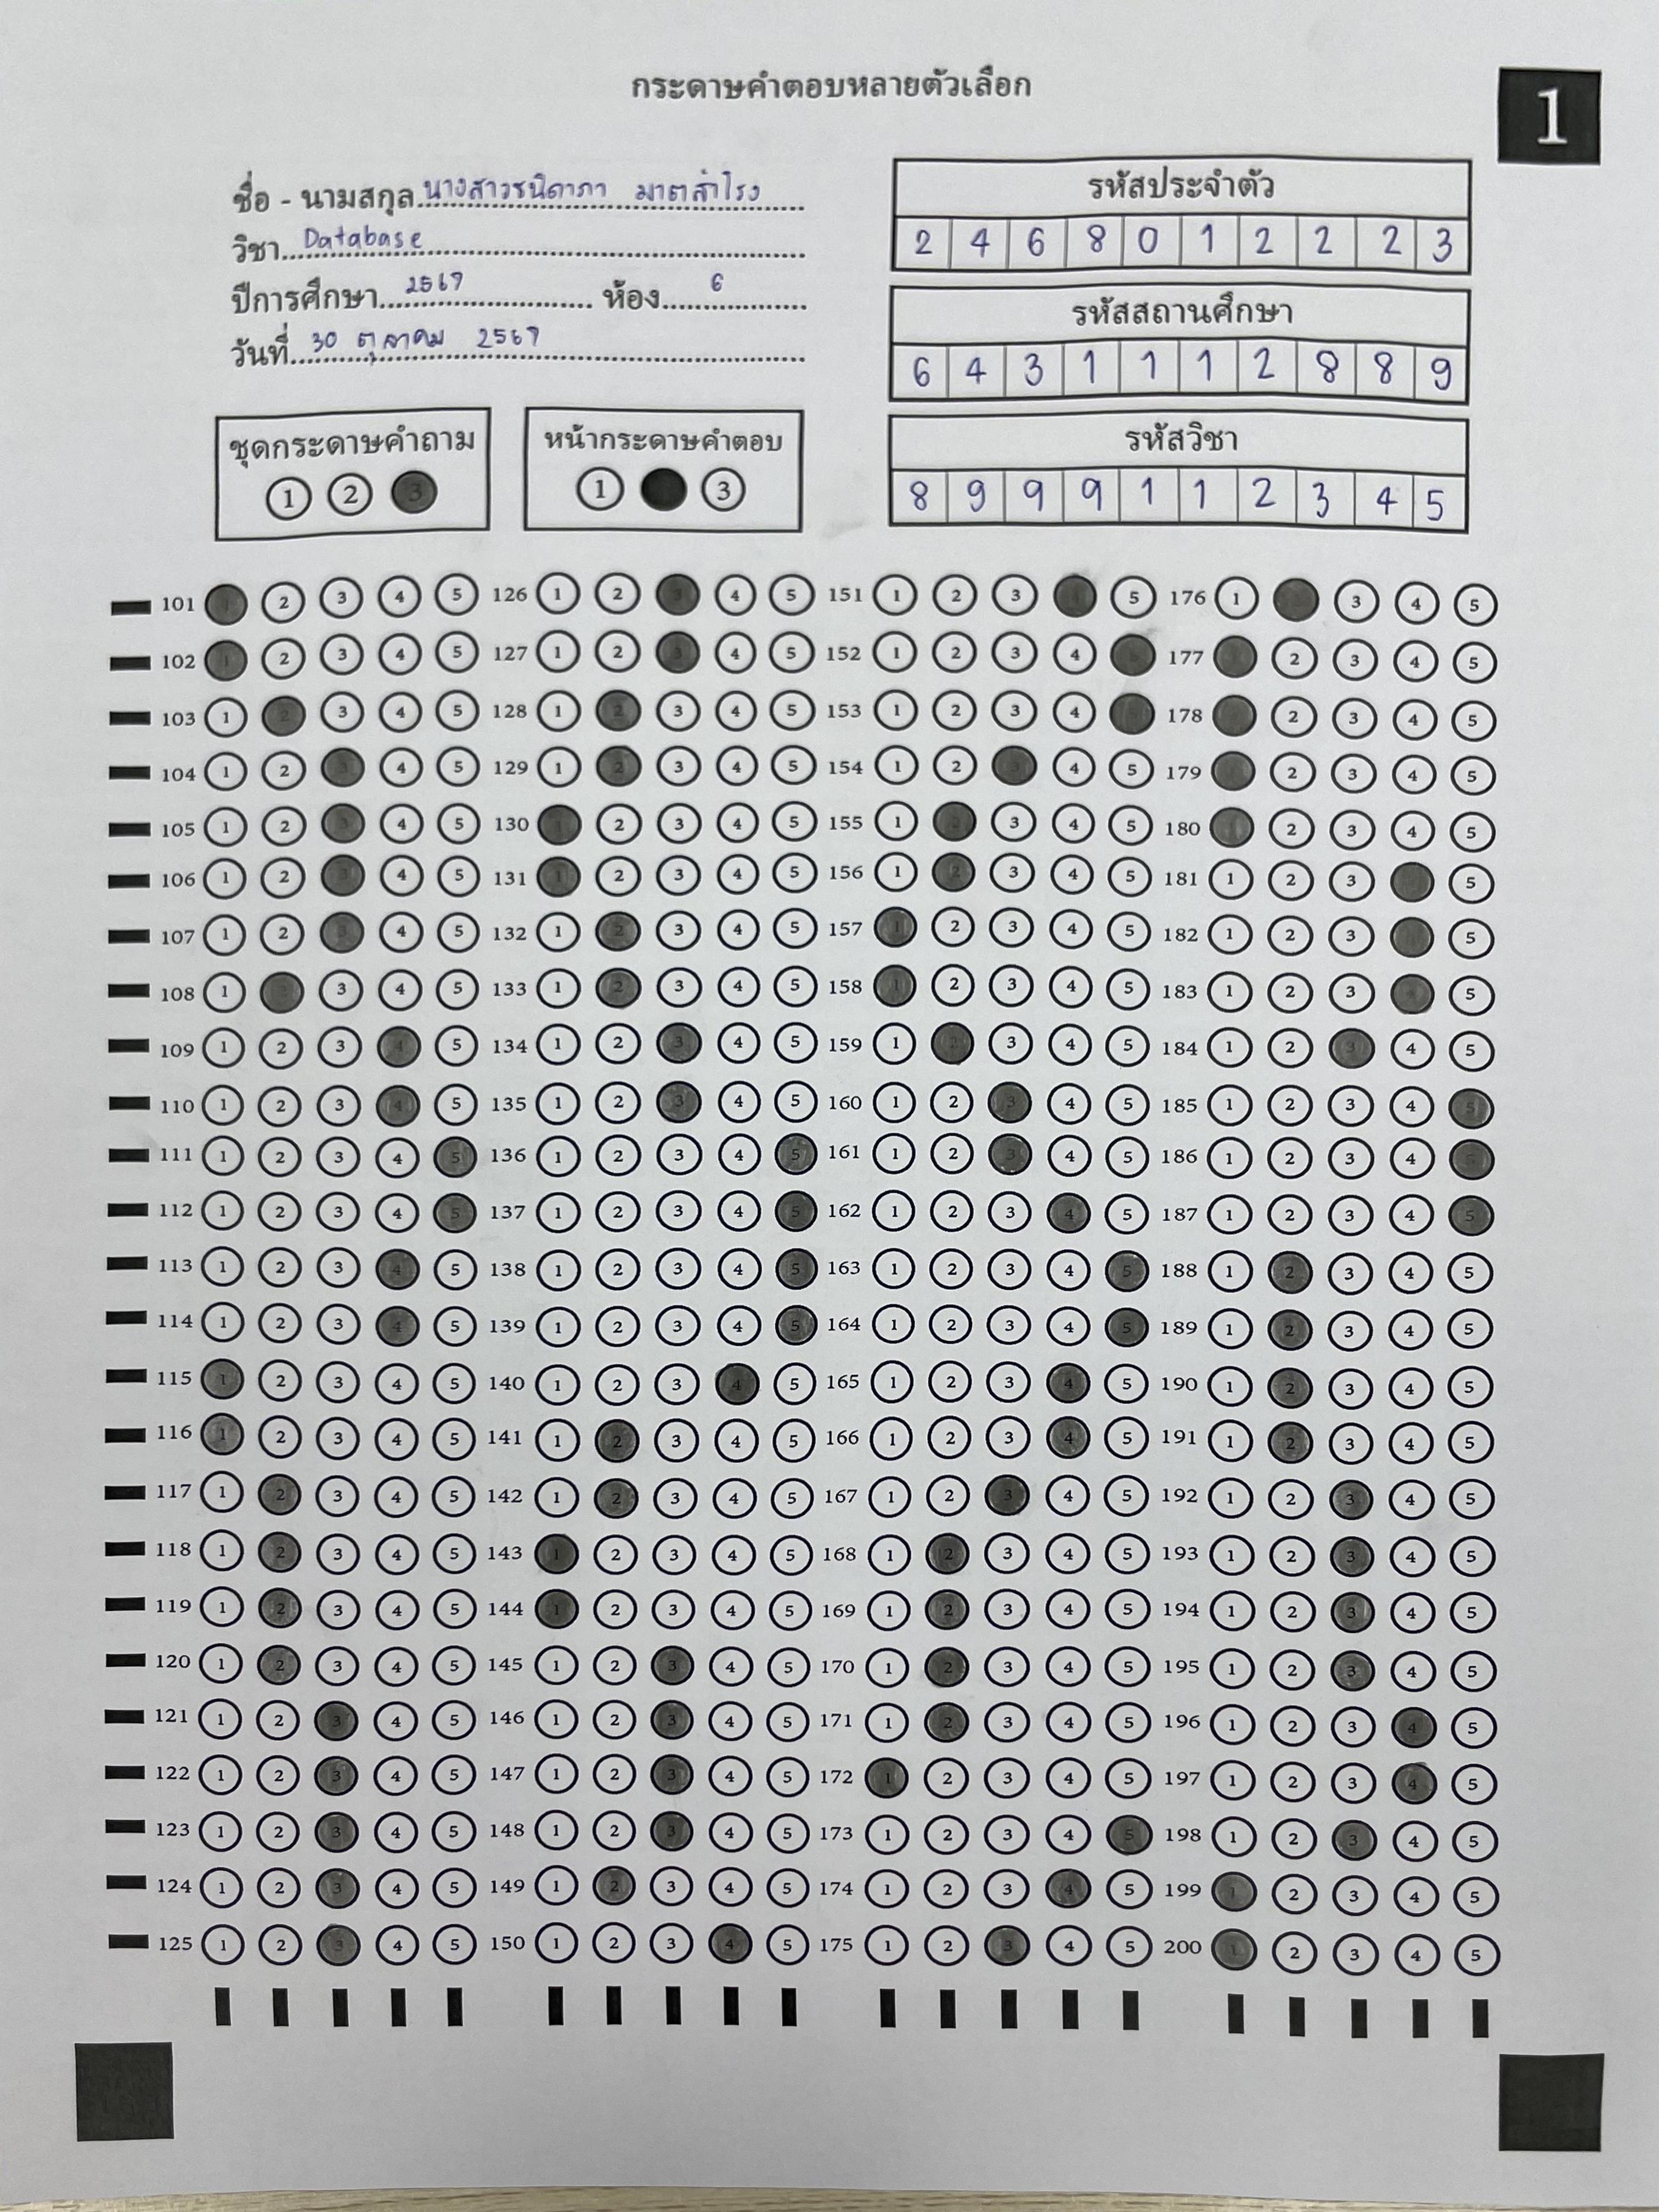 กระดาษคำตอบหลายตัวเลือก
1
ชื่อ - นามสกุล นางสาวธนิดาภา มาตสำโรง
วิชา Database
ปีการศึกษา 2567 ห้อง 6
วันที่ 30 ตุลาคม 2567
รหัสประจำตัว
2 4 6 8 0 1 2 2 2 3
รหัสสถานศึกษา
6 4 3 1 1 1 2 8 8 9
รหัสวิชา
8 9 9 9 1 1 2 3 4 5
ชุดกระดาษคำถาม
1 2 3
หน้ากระดาษคำตอบ
1 3
101 1 2 3 4 5 126 1 2 3 4 5 151 1 2 3 4 5 176 1 3 4 5
102 1 2 3 4 5 127 1 2 3 4 5 152 1 2 3 4 5 177 2 3 4 5
103 1 2 3 4 5 128 1 2 3 4 5 153 1 2 3 4 178 2 3 4 5
104 1 2 3 4 5 129 1 2 3 4 5 154 1 2 3 4 5 179 2 3 4 5
105 1 2 3 4 5 130 1 2 3 4 5 155 1 2 3 4 5 180 1 2 3 4 5
106 1 2 3 4 5 131 1 2 3 4 5 156 1 2 3 4 5 181 1 2 3 5
107 1 2 3 4 5 132 1 2 3 4 5 157 1 2 3 4 5 182 1 2 3 5
108 1 2 3 4 5 133 1 2 3 4 5 158 1 2 3 4 5 183 1 2 3 4 5
109 1 2 3 4 5 134 1 2 3 4 5 159 1 2 3 4 5 184 1 2 3 4 5
110 1 2 3 4 5 135 1 2 3 4 5 160 1 2 3 4 5 185 1 2 3 4 5
111 1 2 3 4 5 136 1 2 3 4 5 161 1 2 3 4 5 186 1 2 3 4 5
112 1 2 3 4 5 137 1 2 3 4 5 162 1 2 3 4 5 187 1 2 3 4 5
113 1 2 3 4 5 138 1 2 3 4 5 163 1 2 3 4 5 188 1 2 3 4 5
114 1 2 3 4 5 139 1 2 3 4 5 164 1 2 3 4 5 189 1 2 3 4 5
115 1 2 3 4 5 140 1 2 3 4 5 165 1 2 3 4 5 190 1 2 3 4 5
116 1 2 3 4 5 141 1 2 3 4 5 166 1 2 3 4 5 191 1 2 3 4 5
117 1 2 3 4 5 142 1 2 3 4 5 167 1 2 3 4 5 192 1 2 3 4 5
118 1 2 3 4 5 143 1 2 3 4 5 168 1 2 3 4 5 193 1 2 3 4 5
119 1 2 3 4 5 144 1 2 3 4 5 169 1 2 3 4 5 194 1 2 3 4 5
120 1 2 3 4 5 145 1 2 3 4 5 170 1 2 3 4 5 195 1 2 3 4 5
121 1 2 3 4 5 146 1 2 3 4 5 171 1 2 3 4 5 196 1 2 3 4 5
122 1 2 3 4 5 147 1 2 3 4 5 172 1 2 3 4 5 197 1 2 3 4 5
123 1 2 3 4 5 148 1 2 3 4 5 173 1 2 3 4 5 198 1 2 3 4 5
124 1 2 3 4 5 149 1 2 3 4 5 174 1 2 3 4 5 199 1 2 3 4 5
125 1 2 3 4 5 150 1 2 3 4 5 175 1 2 3 4 5 200 1 2 3 4 5